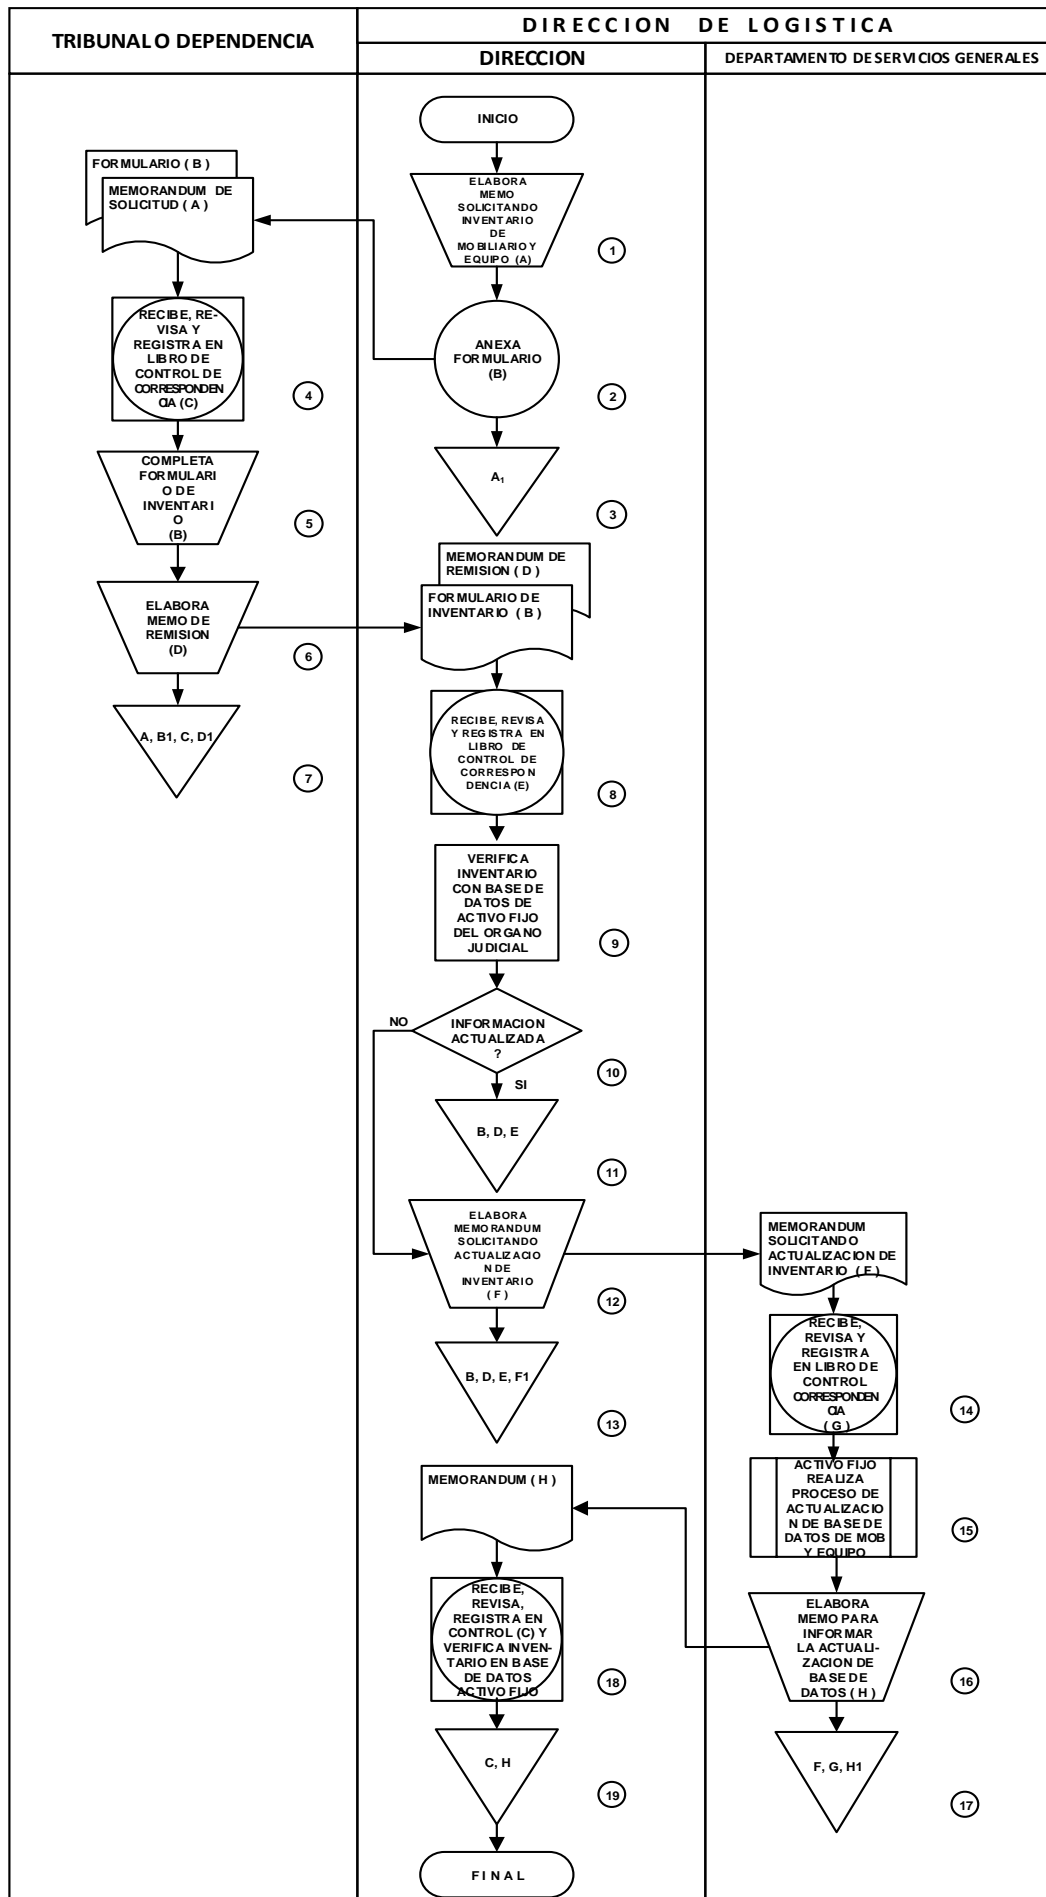 TRIBUNAL O DEPENDENCIA
DIRECCION DE LOGISTICA
DIRECCION
DEPARTAMENTO DE SERVICIOS GENERALES
INICIO
ELABORA
MEMO
SOLICITANDO
INVENTARIO
DE
MOBILIARIO Y
EQUIPO (A)
1
FORMULARIO ( B )
MEMORANDUM DE
SOLICITUD ( A )
ANEXA
FORMULARIO
(B)
2
RECIBE, RE-
VISA Y
REGISTRA EN
LIBRO DE
CONTROL DE
CORRESPONDEN
CIA (C)
4
A1
3
COMPLETA
FORMULARI
O DE
INVENTARI
O
(B)
5
ELABORA
MEMO DE
REMISION
(D)
6
A, B1, C, D1
7
MEMORANDUM DE
REMISION ( D )
FORMULARIO DE
INVENTARIO ( B )
RECIBE, REVISA
Y REGISTRA EN
LIBRO DE
CONTROL DE
CORRESPON
DENCIA (E)
8
VERIFICA
INVENTARIO
CON BASE DE
DATOS DE
ACTIVO FIJO
DEL ORGANO
JUDICIAL
9
NO
INFORMACION
ACTUALIZADA
?
10
SI
B, D, E
11
ELABORA
MEMORANDUM
SOLICITANDO
ACTUALIZACIO
N DE
INVENTARIO
( F )
12
B, D, E, F1
13
MEMORANDUM
SOLICITANDO
ACTUALIZACION DE
INVENTARIO ( F )
RECIBE,
REVISA Y
REGISTRA
EN LIBRO DE
CONTROL
CORRESPONDEN
CIA
( G )
14
ACTIVO FIJO
REALIZA
PROCESO DE
ACTUALIZACIO
N DE BASE DE
DATOS DE MOB
Y EQUIPO
15
ELABORA
MEMO PARA
INFORMAR
LA ACTUALI-
ZACION DE
BASE DE
DATOS ( H )
16
F, G, H1
17
MEMORANDUM ( H )
RECIBE,
REVISA,
REGISTRA EN
CONTROL (C) Y
VERIFICA INVEN-
TARIO EN BASE
DE DATOS
ACTIVO FIJO
18
C, H
19
FINAL